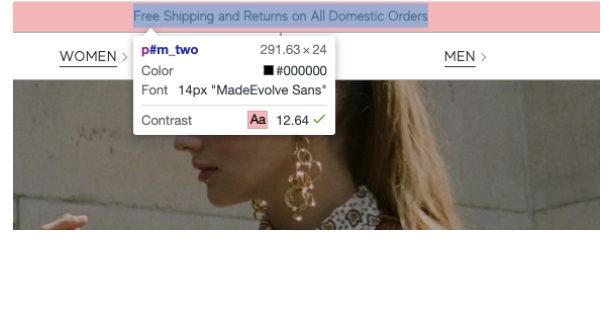 Free Shipping and Returns on All Domestic Orders
p#m_two 291.63 × 24
Color #000000
Font 14px "MadeEvolve Sans"
Contrast Aa 12.64 ✓
WOMEN >
MEN >